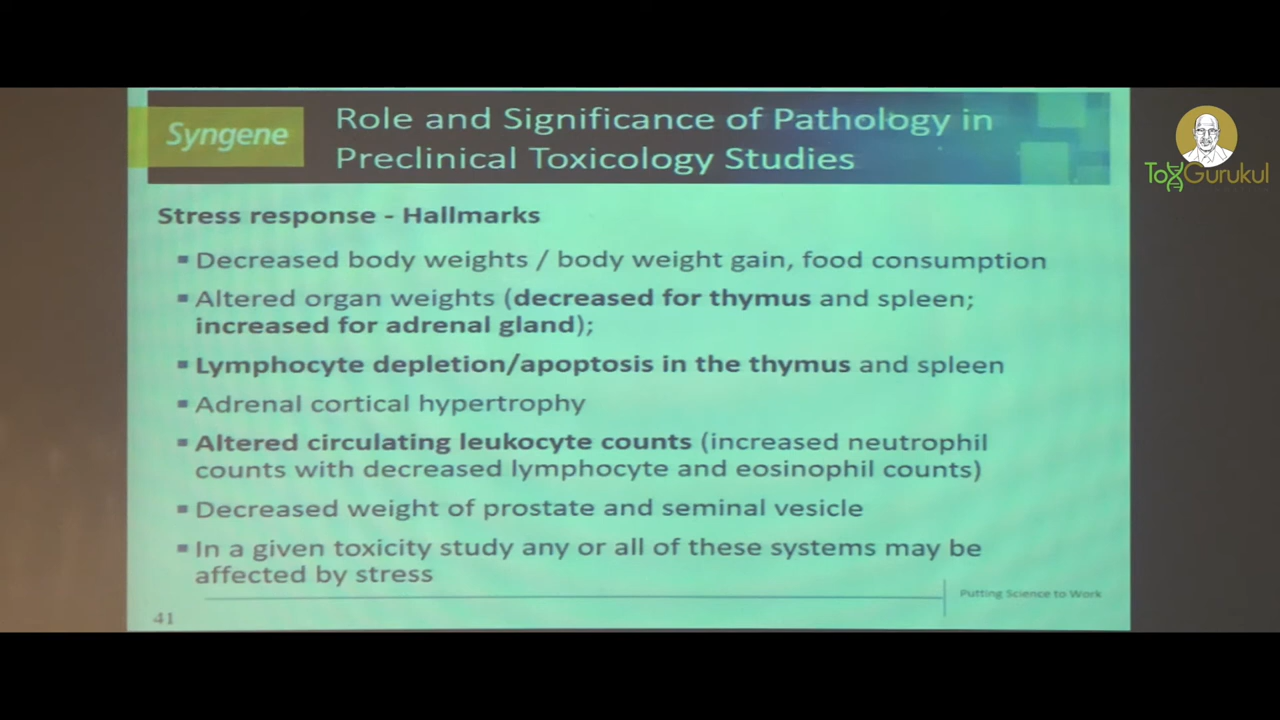 Syngene
Role and Significance of Pathology in
Preclinical Toxicology Studies
ToxGurukul
Stress response - Hallmarks
▪ Decreased body weights / body weight gain, food consumption
▪ Altered organ weights (decreased for thymus and spleen;
increased for adrenal gland);
▪ Lymphocyte depletion/apoptosis in the thymus and spleen
▪ Adrenal cortical hypertrophy
▪ Altered circulating leukocyte counts (increased neutrophil
counts with decreased lymphocyte and eosinophil counts)
▪ Decreased weight of prostate and seminal vesicle
▪ In a given toxicity study any or all of these systems may be
affected by stress
Putting Science to Work
41